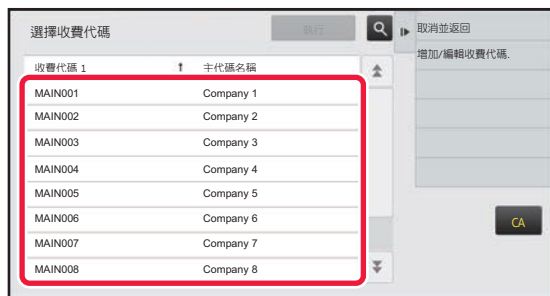 選擇收費代碼 執行
取消並返回
增加/編輯收費代碼.
收費代碼 1 主代碼名稱
MAIN001 Company 1
MAIN002 Company 2
MAIN003 Company 3
MAIN004 Company 4
MAIN005 Company 5
MAIN006 Company 6
MAIN007 Company 7
MAIN008 Company 8
CA